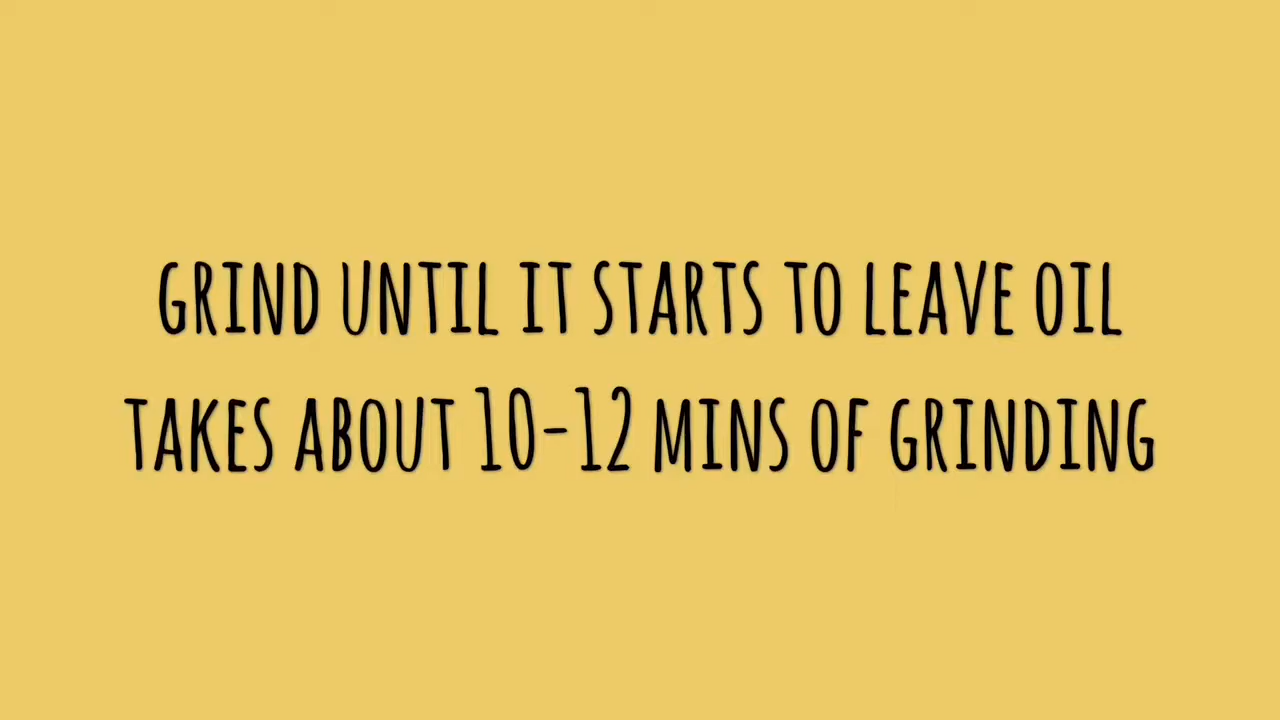 GRIND UNTIL IT STARTS TO LEAVE OIL
TAKES ABOUT 10-12 MINS OF GRINDING